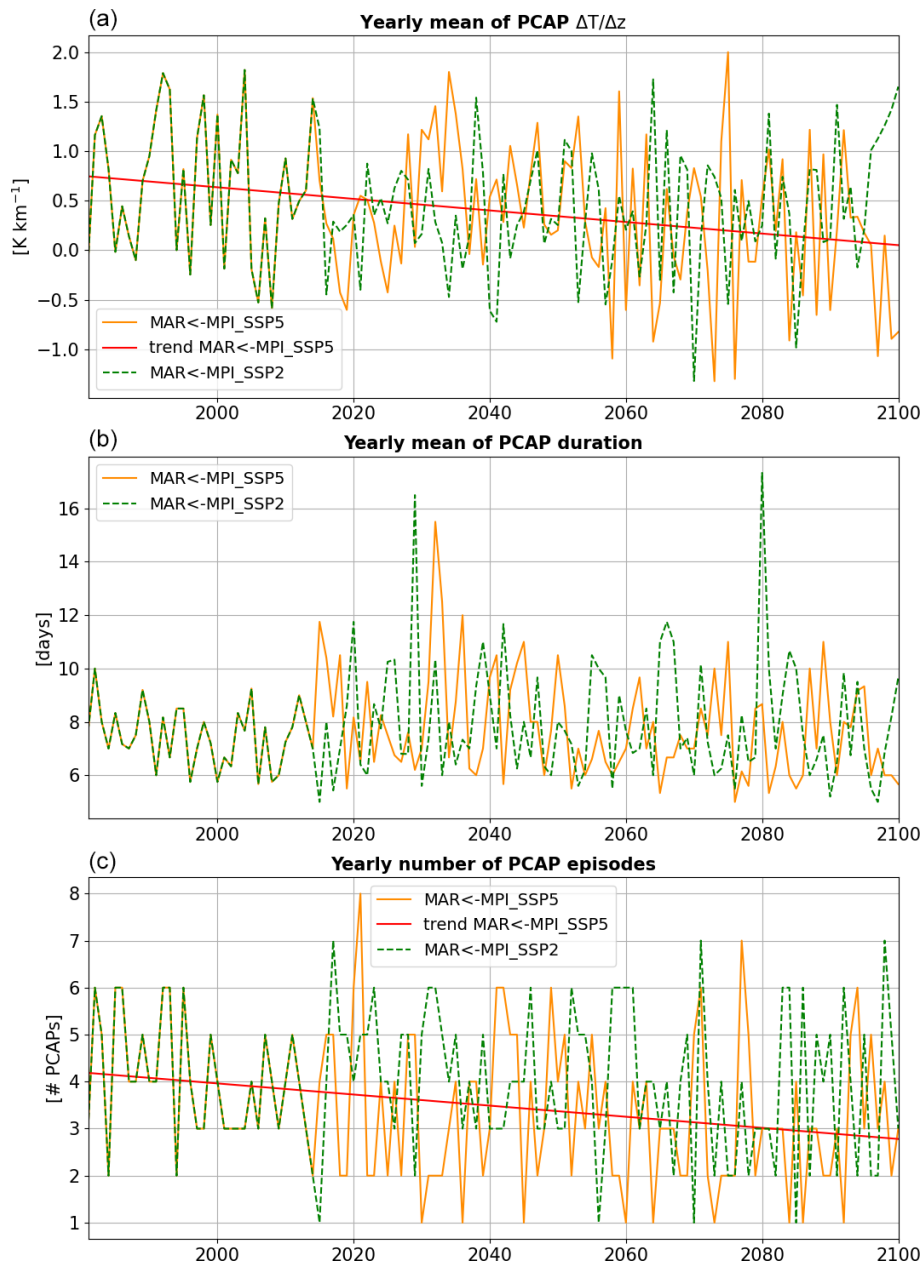 (a)
Yearly mean of PCAP ΔT/Δz
[K km⁻¹]
2.0
1.5
1.0
0.5
0.0
−0.5
−1.0
MAR<-MPI_SSP5
trend MAR<-MPI_SSP5
MAR<-MPI_SSP2
2000 2020 2040 2060 2080 2100
(b)
Yearly mean of PCAP duration
[days]
16
14
12
10
8
6
MAR<-MPI_SSP5
MAR<-MPI_SSP2
2000 2020 2040 2060 2080 2100
(c)
Yearly number of PCAP episodes
[# PCAPs]
8
7
6
5
4
3
2
1
MAR<-MPI_SSP5
trend MAR<-MPI_SSP5
MAR<-MPI_SSP2
2000 2020 2040 2060 2080 2100